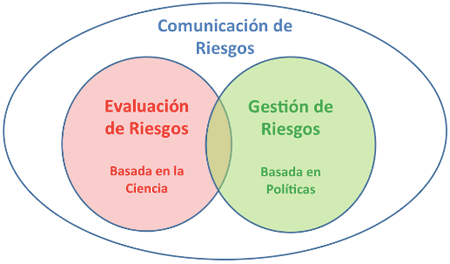 Comunicación de
Riesgos
Evaluación
de Riesgos
Basada en la
Ciencia
Gestión de
Riesgos
Basada en
Políticas